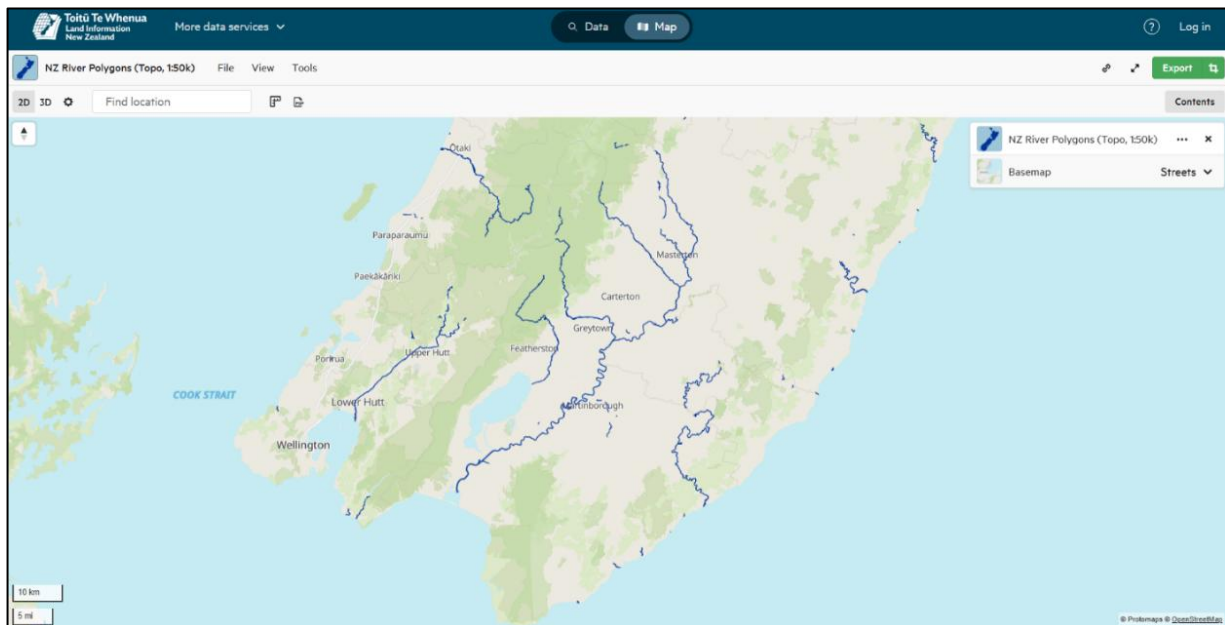 Toitū Te Whenua
Land Information
New Zealand
More data services
Data
Map
Log in
NZ River Polygons (Topo, 1:50k)
File
View
Tools
Export
2D
3D
Find location
Contents
NZ River Polygons (Topo, 1:50k)
Basemap
Streets
Ōtaki
Paraparaumu
Masterton
Paekākāriki
Carterton
Greytown
Featherston
Upper Hutt
Porirua
COOK STRAIT
Lower Hutt
Martinborough
Wellington
10 km
5 mi
© Protomaps © OpenStreetMap